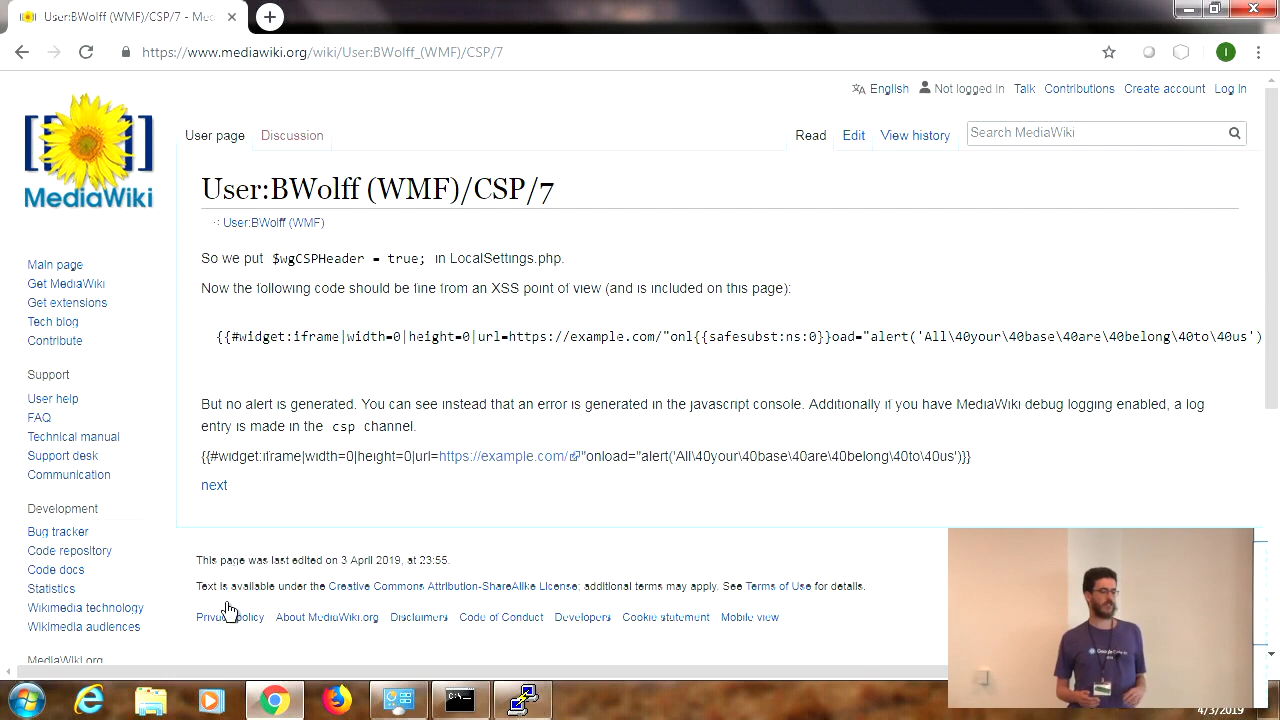 User:BWolff (WMF)/CSP/7 - Med
https://www.mediawiki.org/wiki/User:BWolff_(WMF)/CSP/7
I
English Not logged in Talk Contributions Create account Log in
MediaWiki
User page Discussion Read Edit View history Search MediaWiki
User:BWolff (WMF)/CSP/7
User:BWolff (WMF)
So we put $wgCSPHeader = true; in LocalSettings.php.
Now the following code should be fine from an XSS point of view (and is included on this page):
{{#widget:iframe|width=0|height=0|url=https://example.com/"onl{{safesubst:ns:0}}oad="alert('All\40your\40base\40are\40belong\40to\40us')
But no alert is generated. You can see instead that an error is generated in the javascript console. Additionally if you have MediaWiki debug logging enabled, a log
entry is made in the csp channel.
{{#widget:iframe|width=0|height=0|url=https://example.com/"onload="alert('All\40your\40base\40are\40belong\40to\40us')}}
next
Main page
Get MediaWiki
Get extensions
Tech blog
Contribute
Support
User help
FAQ
Technical manual
Support desk
Communication
Development
Bug tracker
Code repository
Code docs
Statistics
Wikimedia technology
Wikimedia audiences
MediaWiki.org
This page was last edited on 3 April 2019, at 23:55.
Text is available under the Creative Commons Attribution-ShareAlike License; additional terms may apply. See Terms of Use for details.
Privacy policy About MediaWiki.org Disclaimers Code of Conduct Developers Cookie statement Mobile view
C:\.
4/3/2019